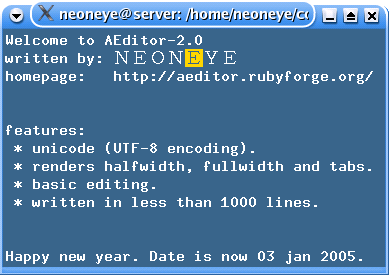 neoneye@server: /home/neoneye/co
Welcome to AEditor-2.0
written by: ＮＥＯＮＥＹＥ
homepage:   http://aeditor.rubyforge.org/
features:
 * unicode (UTF-8 encoding).
 * renders halfwidth, fullwidth and tabs.
 * basic editing.
 * written in less than 1000 lines.
Happy new year. Date is now 03 jan 2005.